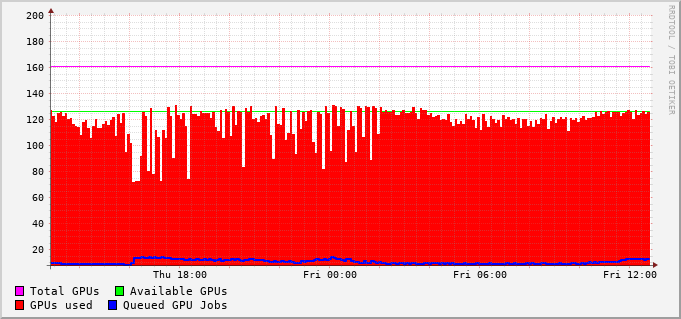 200
180
160
140
120
100
80
60
40
20
Thu 18:00 Fri 00:00 Fri 06:00 Fri 12:00
Total GPUs Available GPUs
GPUs used Queued GPU Jobs
RRDTOOL / TOBI OETIKER